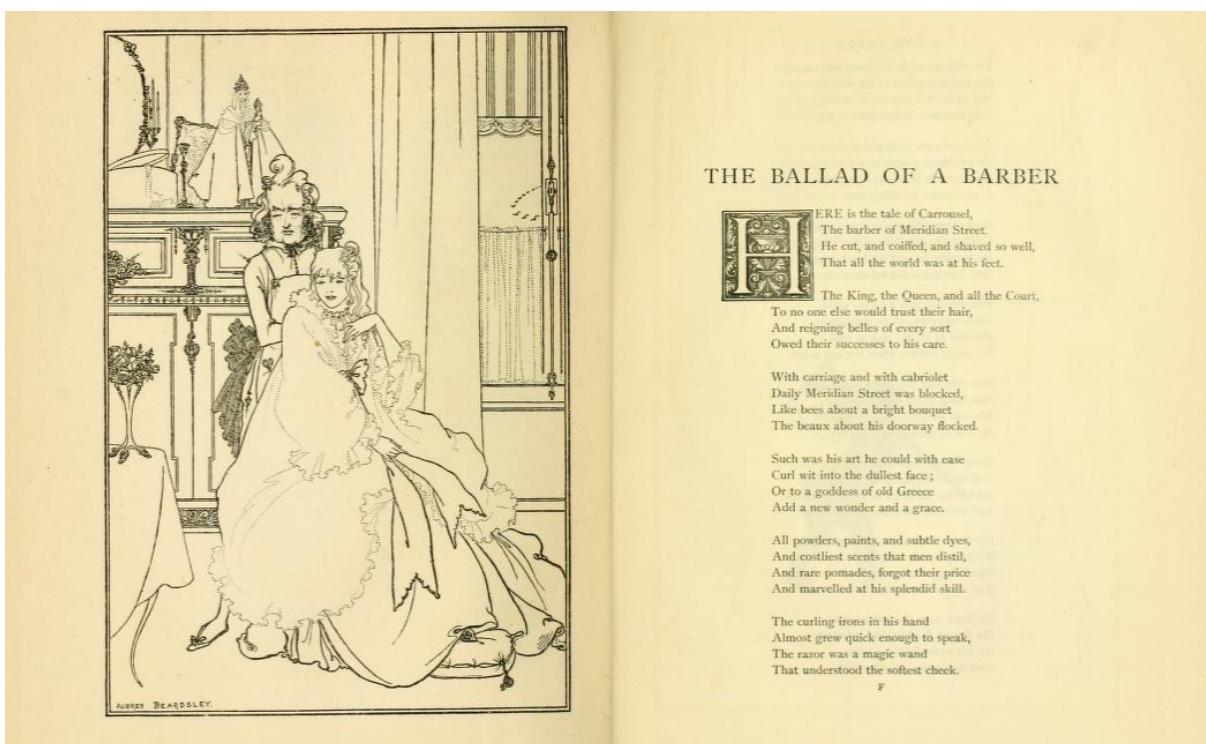 AUBREY BEARDSLEY.
THE BALLAD OF A BARBER
HERE is the tale of Carrousel,
The barber of Meridian Street.
He cut, and coiffed, and shaved so well,
That all the world was at his feet.
The King, the Queen, and all the Court,
To no one else would trust their hair,
And reigning belles of every sort
Owed their successes to his care.
With carriage and with cabriolet
Daily Meridian Street was blocked,
Like bees about a bright bouquet
The beaux about his doorway flocked.
Such was his art he could with ease
Curl wit into the dullest face ;
Or to a goddess of old Greece
Add a new wonder and a grace.
All powders, paints, and subtle dyes,
And costliest scents that men distil,
And rare pomades, forgot their price
And marvelled at his splendid skill.
The curling irons in his hand
Almost grew quick enough to speak,
The razor was a magic wand
That understood the softest cheek.
F